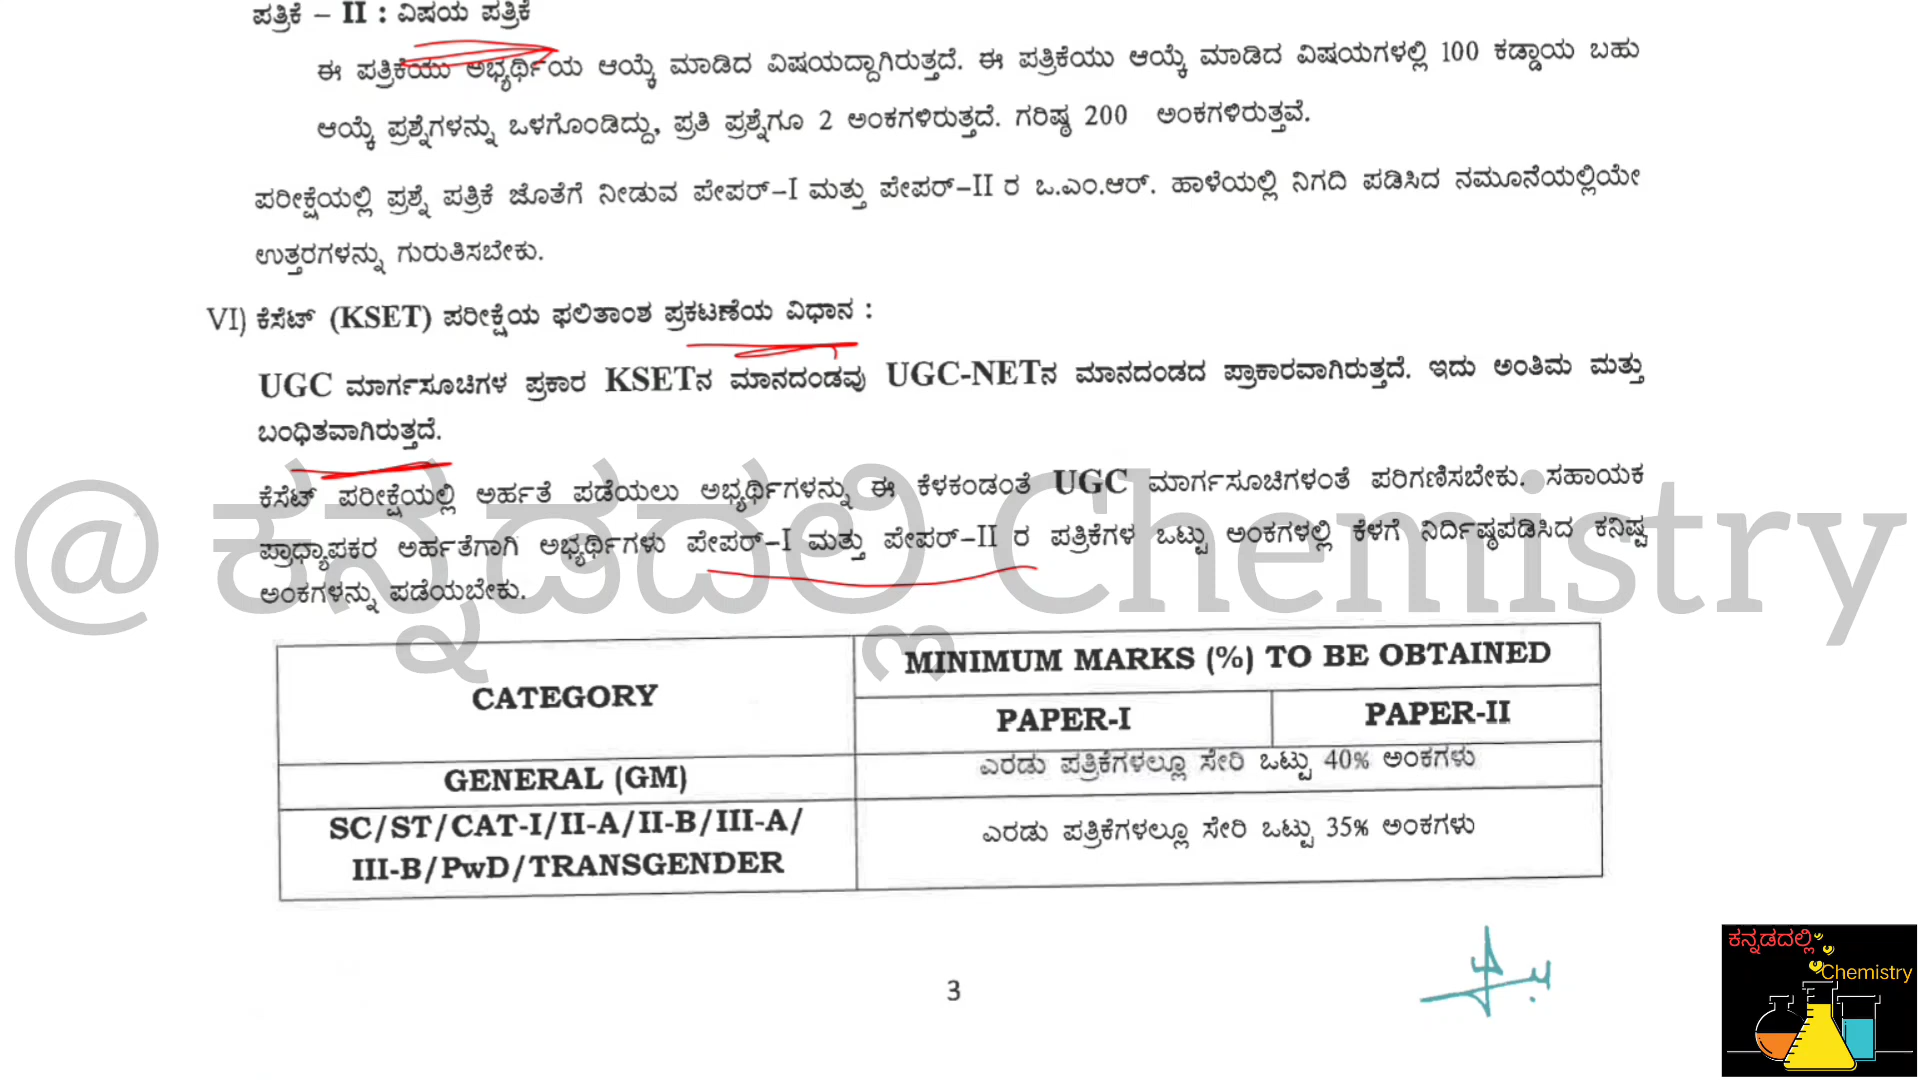 ಪತ್ರಿಕೆ – II : ವಿಷಯ ಪತ್ರಿಕೆ
ಈ ಪತ್ರಿಕೆಯು ಅಭ್ಯರ್ಥಿಯ ಆಯ್ಕೆ ಮಾಡಿದ ವಿಷಯದ್ದಾಗಿರುತ್ತದೆ. ಈ ಪತ್ರಿಕೆಯು ಆಯ್ಕೆ ಮಾಡಿದ ವಿಷಯಗಳಲ್ಲಿ 100 ಕಡ್ಡಾಯ ಬಹು
ಆಯ್ಕೆ ಪ್ರಶ್ನೆಗಳನ್ನು ಒಳಗೊಂಡಿದ್ದು, ಪ್ರತಿ ಪ್ರಶ್ನೆಗೂ 2 ಅಂಕಗಳಿರುತ್ತದೆ. ಗರಿಷ್ಠ 200 ಅಂಕಗಳಿರುತ್ತವೆ.
ಪರೀಕ್ಷೆಯಲ್ಲಿ ಪ್ರಶ್ನೆ ಪತ್ರಿಕೆ ಜೊತೆಗೆ ನೀಡುವ ಪೇಪರ್–I ಮತ್ತು ಪೇಪರ್–II ರ ಒ.ಎಂ.ಆರ್. ಹಾಳೆಯಲ್ಲಿ ನಿಗದಿ ಪಡಿಸಿದ ನಮೂನೆಯಲ್ಲಿಯೇ
ಉತ್ತರಗಳನ್ನು ಗುರುತಿಸಬೇಕು.
VI) ಕೆಸೆಟ್ (KSET) ಪರೀಕ್ಷೆಯ ಫಲಿತಾಂಶ ಪ್ರಕಟಣೆಯ ವಿಧಾನ :
UGC ಮಾರ್ಗಸೂಚಿಗಳ ಪ್ರಕಾರ KSETನ ಮಾನದಂಡವು UGC-NETನ ಮಾನದಂಡದ ಪ್ರಾಕಾರವಾಗಿರುತ್ತದೆ. ಇದು ಅಂತಿಮ ಮತ್ತು
ಬಂಧಿತವಾಗಿರುತ್ತದೆ.
ಕೆಸೆಟ್ ಪರೀಕ್ಷೆಯಲ್ಲಿ ಅರ್ಹತೆ ಪಡೆಯಲು ಅಭ್ಯರ್ಥಿಗಳನ್ನು ಈ ಕೆಳಕಂಡಂತೆ UGC ಮಾರ್ಗಸೂಚಿಗಳಂತೆ ಪರಿಗಣಿಸಬೇಕು. ಸಹಾಯಕ
ಪ್ರಾಧ್ಯಾಪಕರ ಅರ್ಹತೆಗಾಗಿ ಅಭ್ಯರ್ಥಿಗಳು ಪೇಪರ್–I ಮತ್ತು ಪೇಪರ್–II ರ ಪತ್ರಿಕೆಗಳ ಒಟ್ಟು ಅಂಕಗಳಲ್ಲಿ ಕೆಳಗೆ ನಿರ್ದಿಷ್ಠಪಡಿಸಿದ ಕನಿಷ್ಟ
ಅಂಕಗಳನ್ನು ಪಡೆಯಬೇಕು.
@ ಕನ್ನಡದಲ್ಲಿ Chemistry
CATEGORY
MINIMUM MARKS (%) TO BE OBTAINED
PAPER-I PAPER-II
GENERAL (GM) ಎರಡು ಪತ್ರಿಕೆಗಳಲ್ಲೂ ಸೇರಿ ಒಟ್ಟು 40% ಅಂಕಗಳು
SC/ST/CAT-I/II-A/II-B/III-A/
III-B/PwD/TRANSGENDER
ಎರಡು ಪತ್ರಿಕೆಗಳಲ್ಲೂ ಸೇರಿ ಒಟ್ಟು 35% ಅಂಕಗಳು
3
ಕನ್ನಡದಲ್ಲಿ
Chemistry